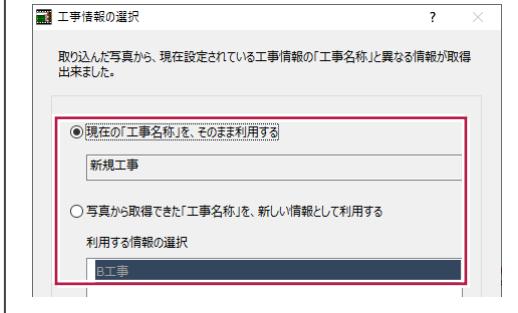 工事情報の選択
?
取り込んだ写真から、現在設定されている工事情報の「工事名称」と異なる情報が取得
出来ました。
現在の「工事名称」を、そのまま利用する
新規工事
写真から取得できた「工事名称」を、新しい情報として利用する
利用する情報の選択
B工事